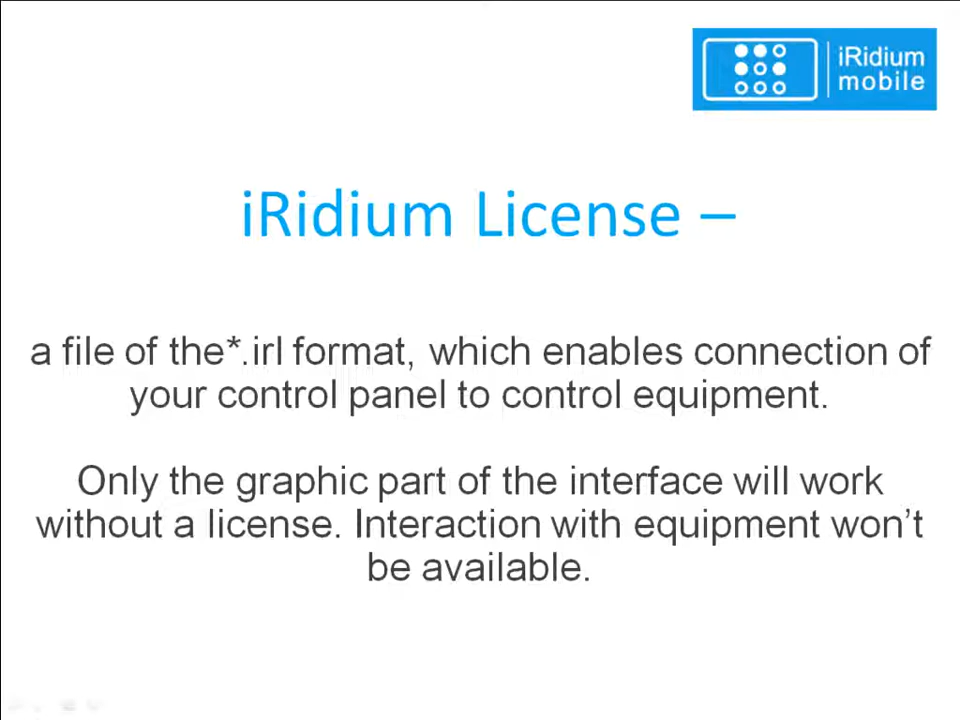 iRidium
mobile
iRidium License –
a file of the*.irl format, which enables connection of
your control panel to control equipment.
Only the graphic part of the interface will work
without a license. Interaction with equipment won’t
be available.